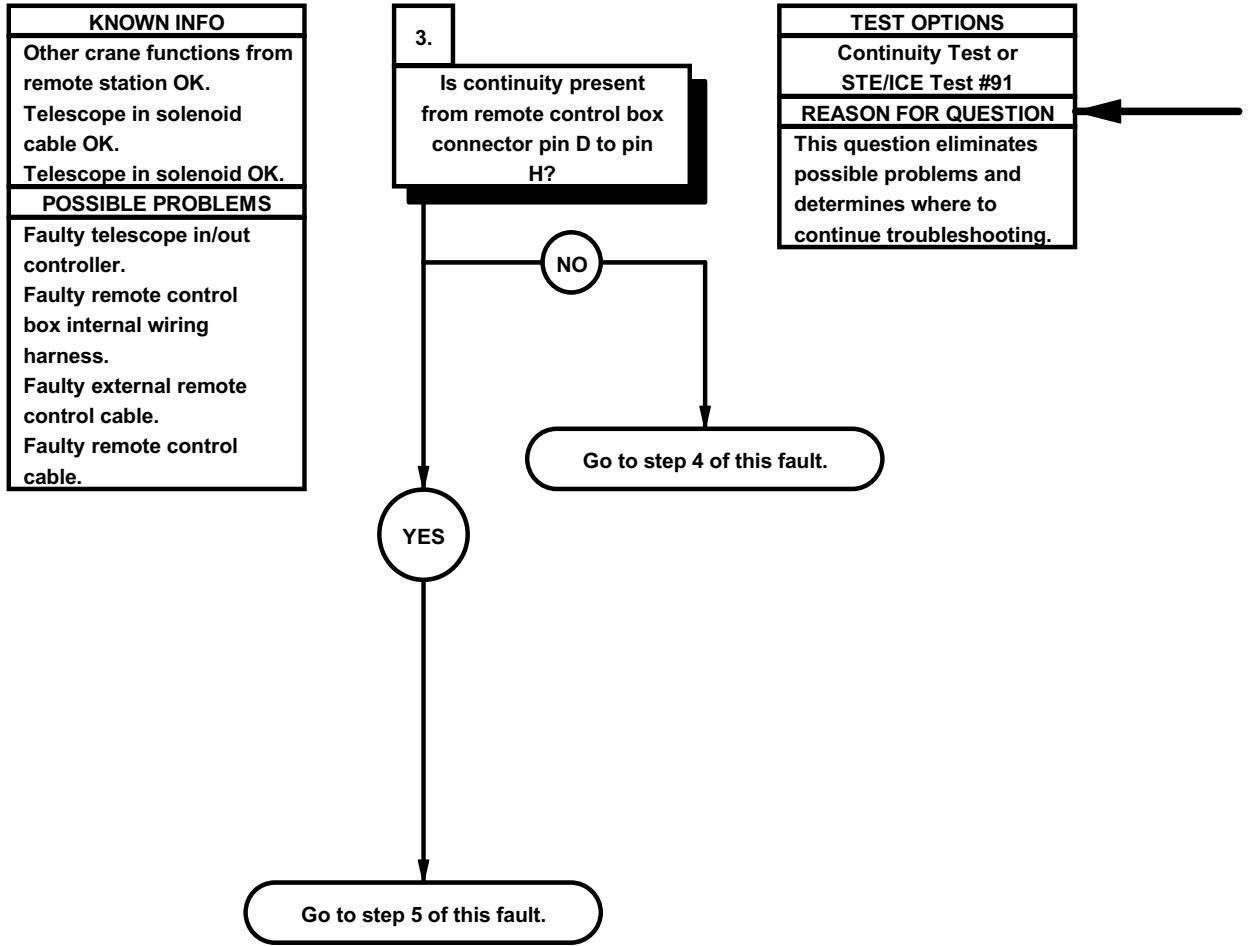 KNOWN INFO
Other crane functions from
remote station OK.
Telescope in solenoid
cable OK.
Telescope in solenoid OK.
POSSIBLE PROBLEMS
Faulty telescope in/out
controller.
Faulty remote control
box internal wiring
harness.
Faulty external remote
control cable.
Faulty remote control
cable.
3.
Is continuity present
from remote control box
connector pin D to pin
H?
TEST OPTIONS
Continuity Test or
STE/ICE Test #91
REASON FOR QUESTION
This question eliminates
possible problems and
determines where to
continue troubleshooting.
NO
Go to step 4 of this fault.
YES
Go to step 5 of this fault.